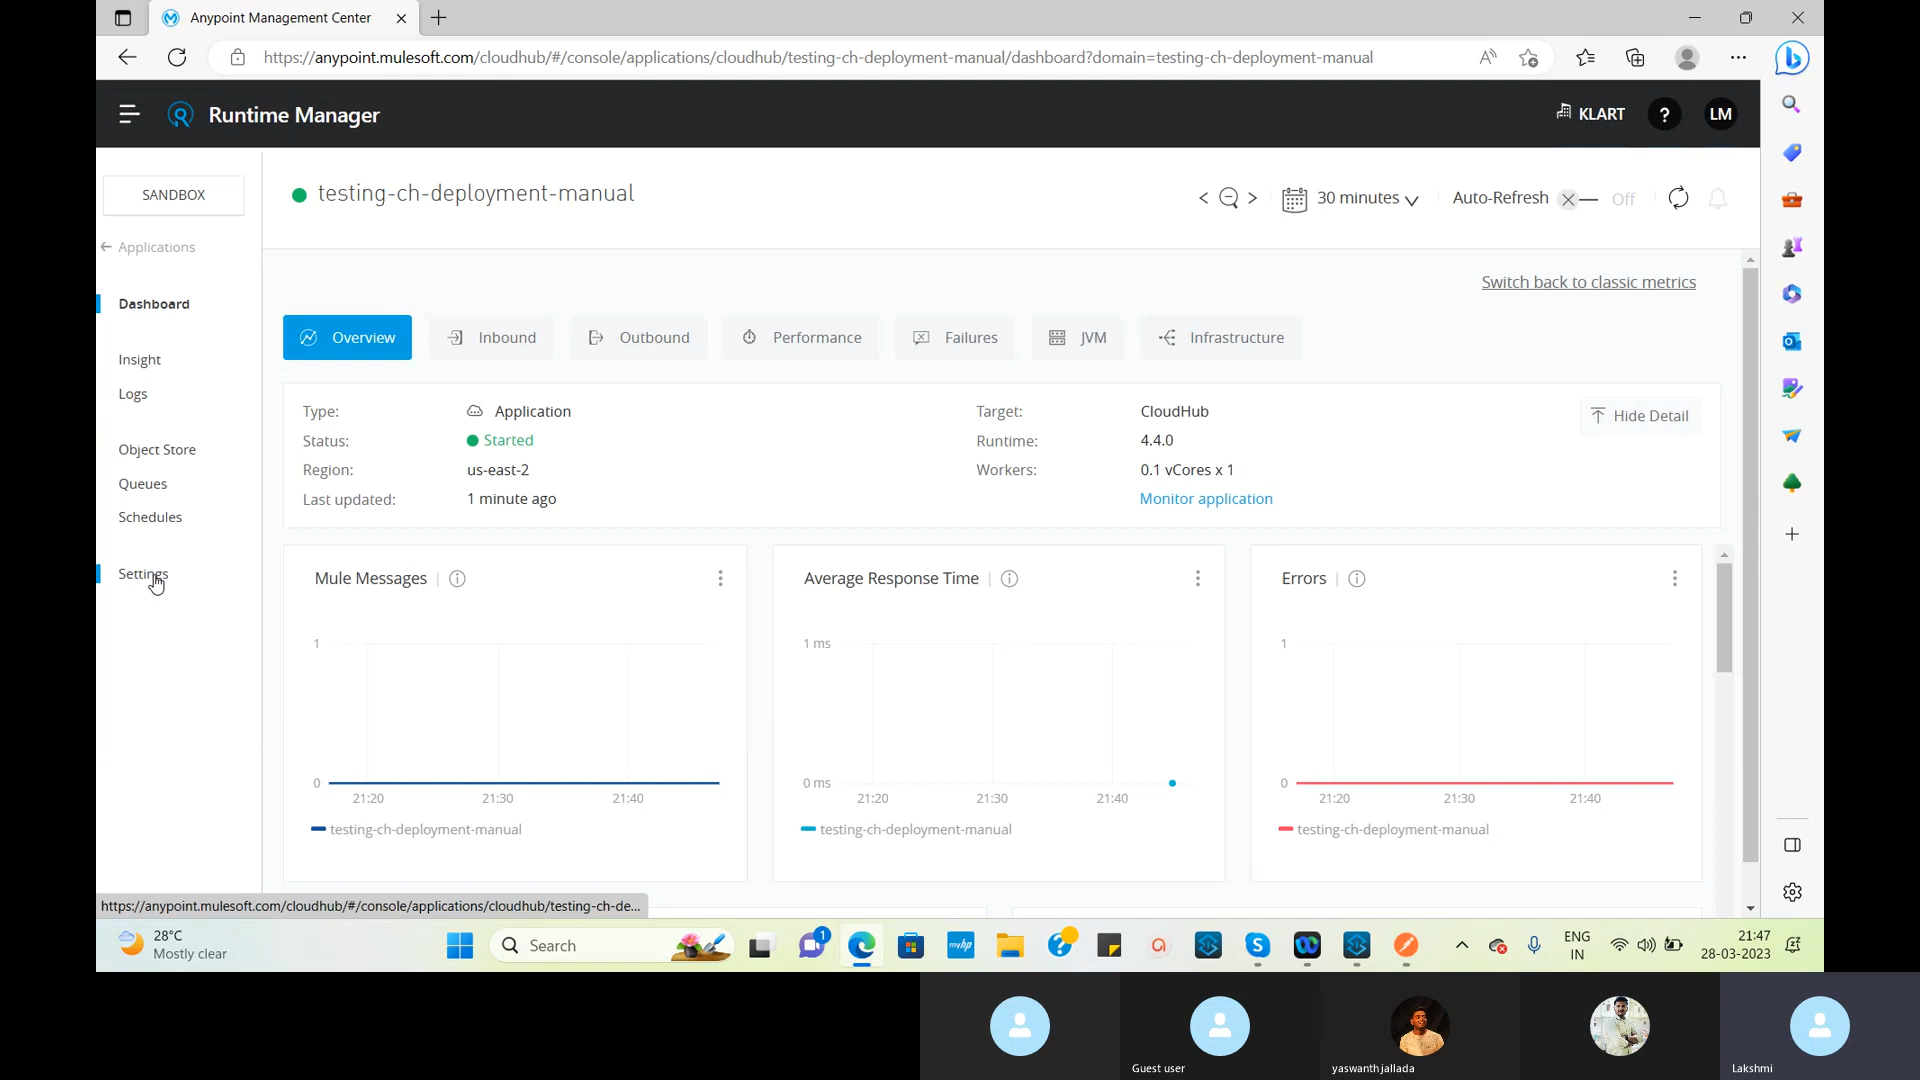 Anypoint Management Center
https://anypoint.mulesoft.com/cloudhub/#/console/applications/cloudhub/testing-ch-deployment-manual/dashboard?domain=testing-ch-deployment-manual
Runtime Manager
KLART
?
LM
SANDBOX
testing-ch-deployment-manual
30 minutes
Auto-Refresh
Off
Applications
Switch back to classic metrics
Dashboard
Overview
Inbound
Outbound
Performance
Failures
JVM
Infrastructure
Insight
Logs
Object Store
Queues
Schedules
Settings
Type: Application
Status: Started
Region: us-east-2
Last updated: 1 minute ago
Target: CloudHub
Runtime: 4.4.0
Workers: 0.1 vCores x 1
Monitor application
Hide Detail
Mule Messages
1
0
21:20 21:30 21:40
testing-ch-deployment-manual
Average Response Time
1 ms
0 ms
21:20 21:30 21:40
testing-ch-deployment-manual
Errors
1
0
21:20 21:30 21:40
testing-ch-deployment-manual
https://anypoint.mulesoft.com/cloudhub/#/console/applications/cloudhub/testing-ch-de...
28°C
Mostly clear
Search
1
myhp
ENG
IN
21:47
28-03-2023
Guest user
yaswanth jallada
Lakshmi